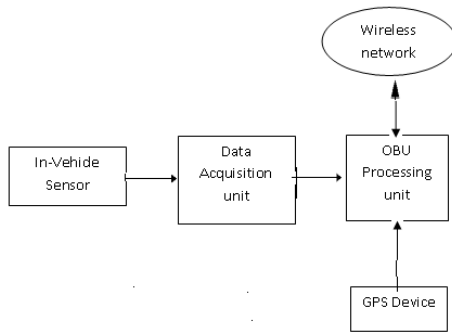 Wireless
network
In-Vehide
Sensor
Data
Acquisition
unit
OBU
Processing
unit
GPS Device